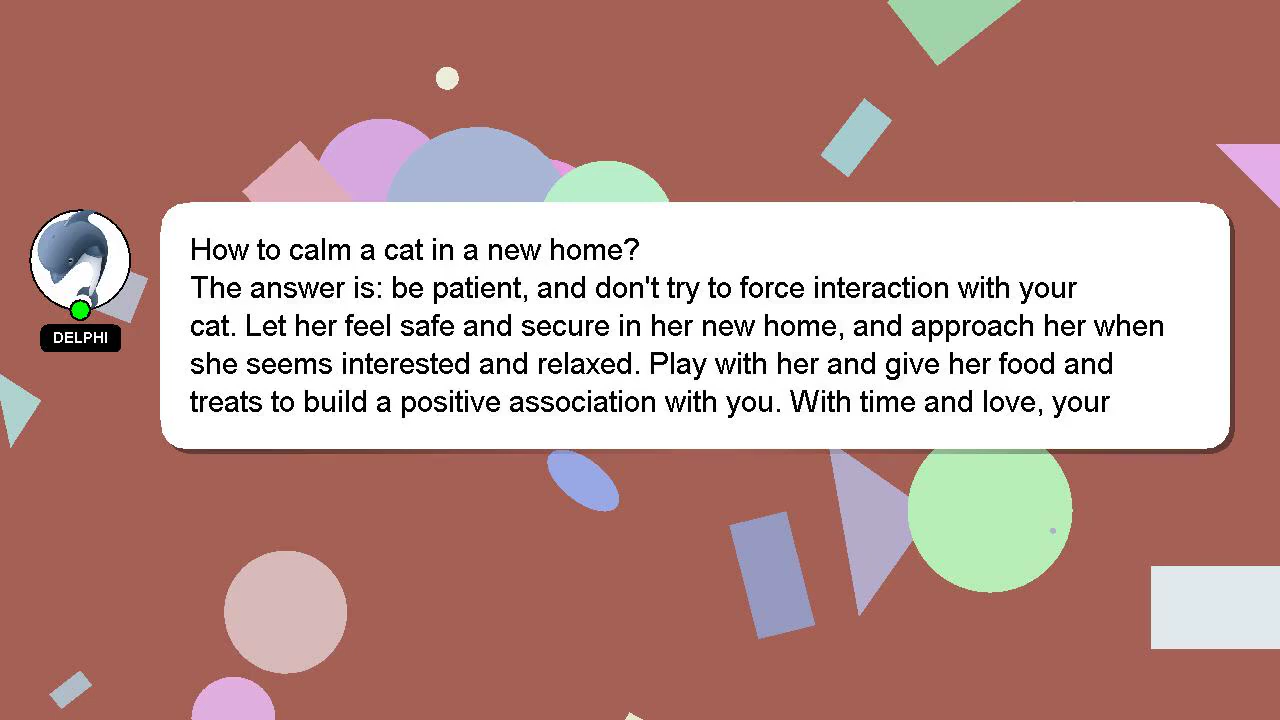 How to calm a cat in a new home?
The answer is: be patient, and don't try to force interaction with your
cat. Let her feel safe and secure in her new home, and approach her when
she seems interested and relaxed. Play with her and give her food and
treats to build a positive association with you. With time and love, your
DELPHI